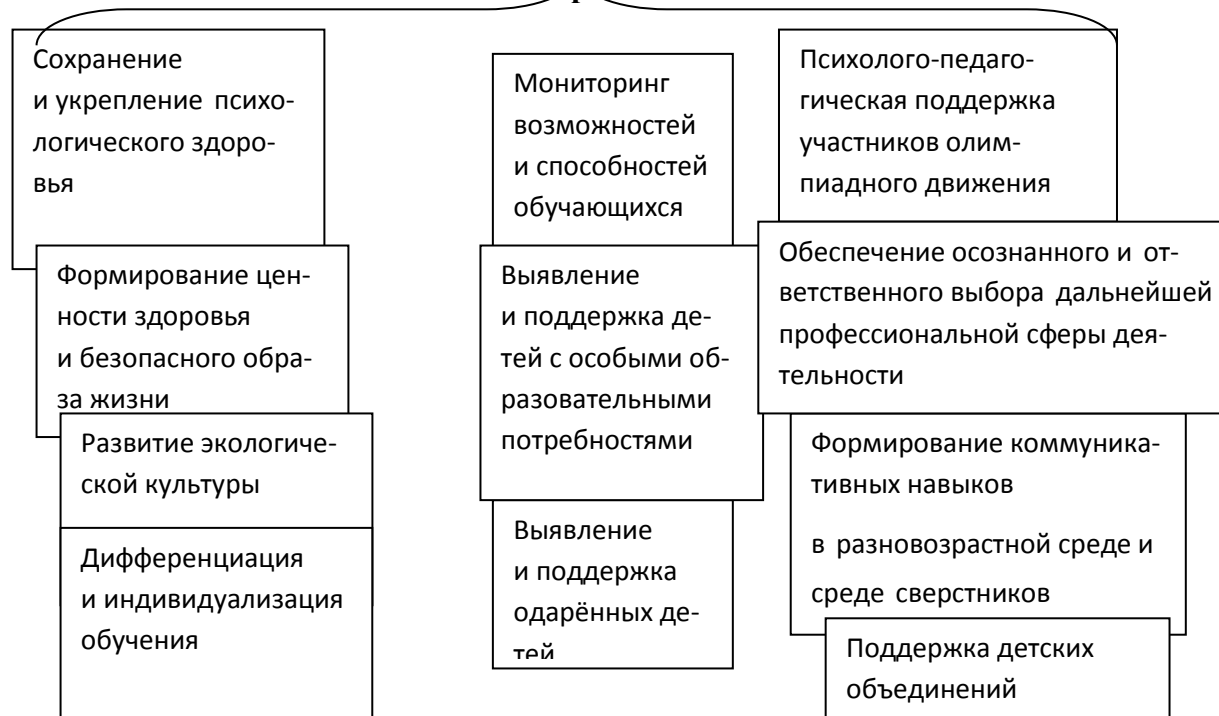 Сохранение
и укрепление психо-
логического здоро-
вья
Формирование цен-
ности здоровья
и безопасного обра-
за жизни
Развитие экологиче-
ской культуры
Дифференциация
и индивидуализация
обучения
Мониторинг
возможностей
и способностей
обучающихся
Выявление
и поддержка де-
тей с особыми об-
разовательными
потребностями
Выявление
и поддержка
одарённых де-
тей
Психолого-педаго-
гическая поддержка
участников олим-
пиадного движения
Обеспечение осознанного и от-
ветственного выбора дальнейшей
профессиональной сферы дея-
тельности
Формирование коммуника-
тивных навыков
в разновозрастной среде и
среде сверстников
Поддержка детских
объединений